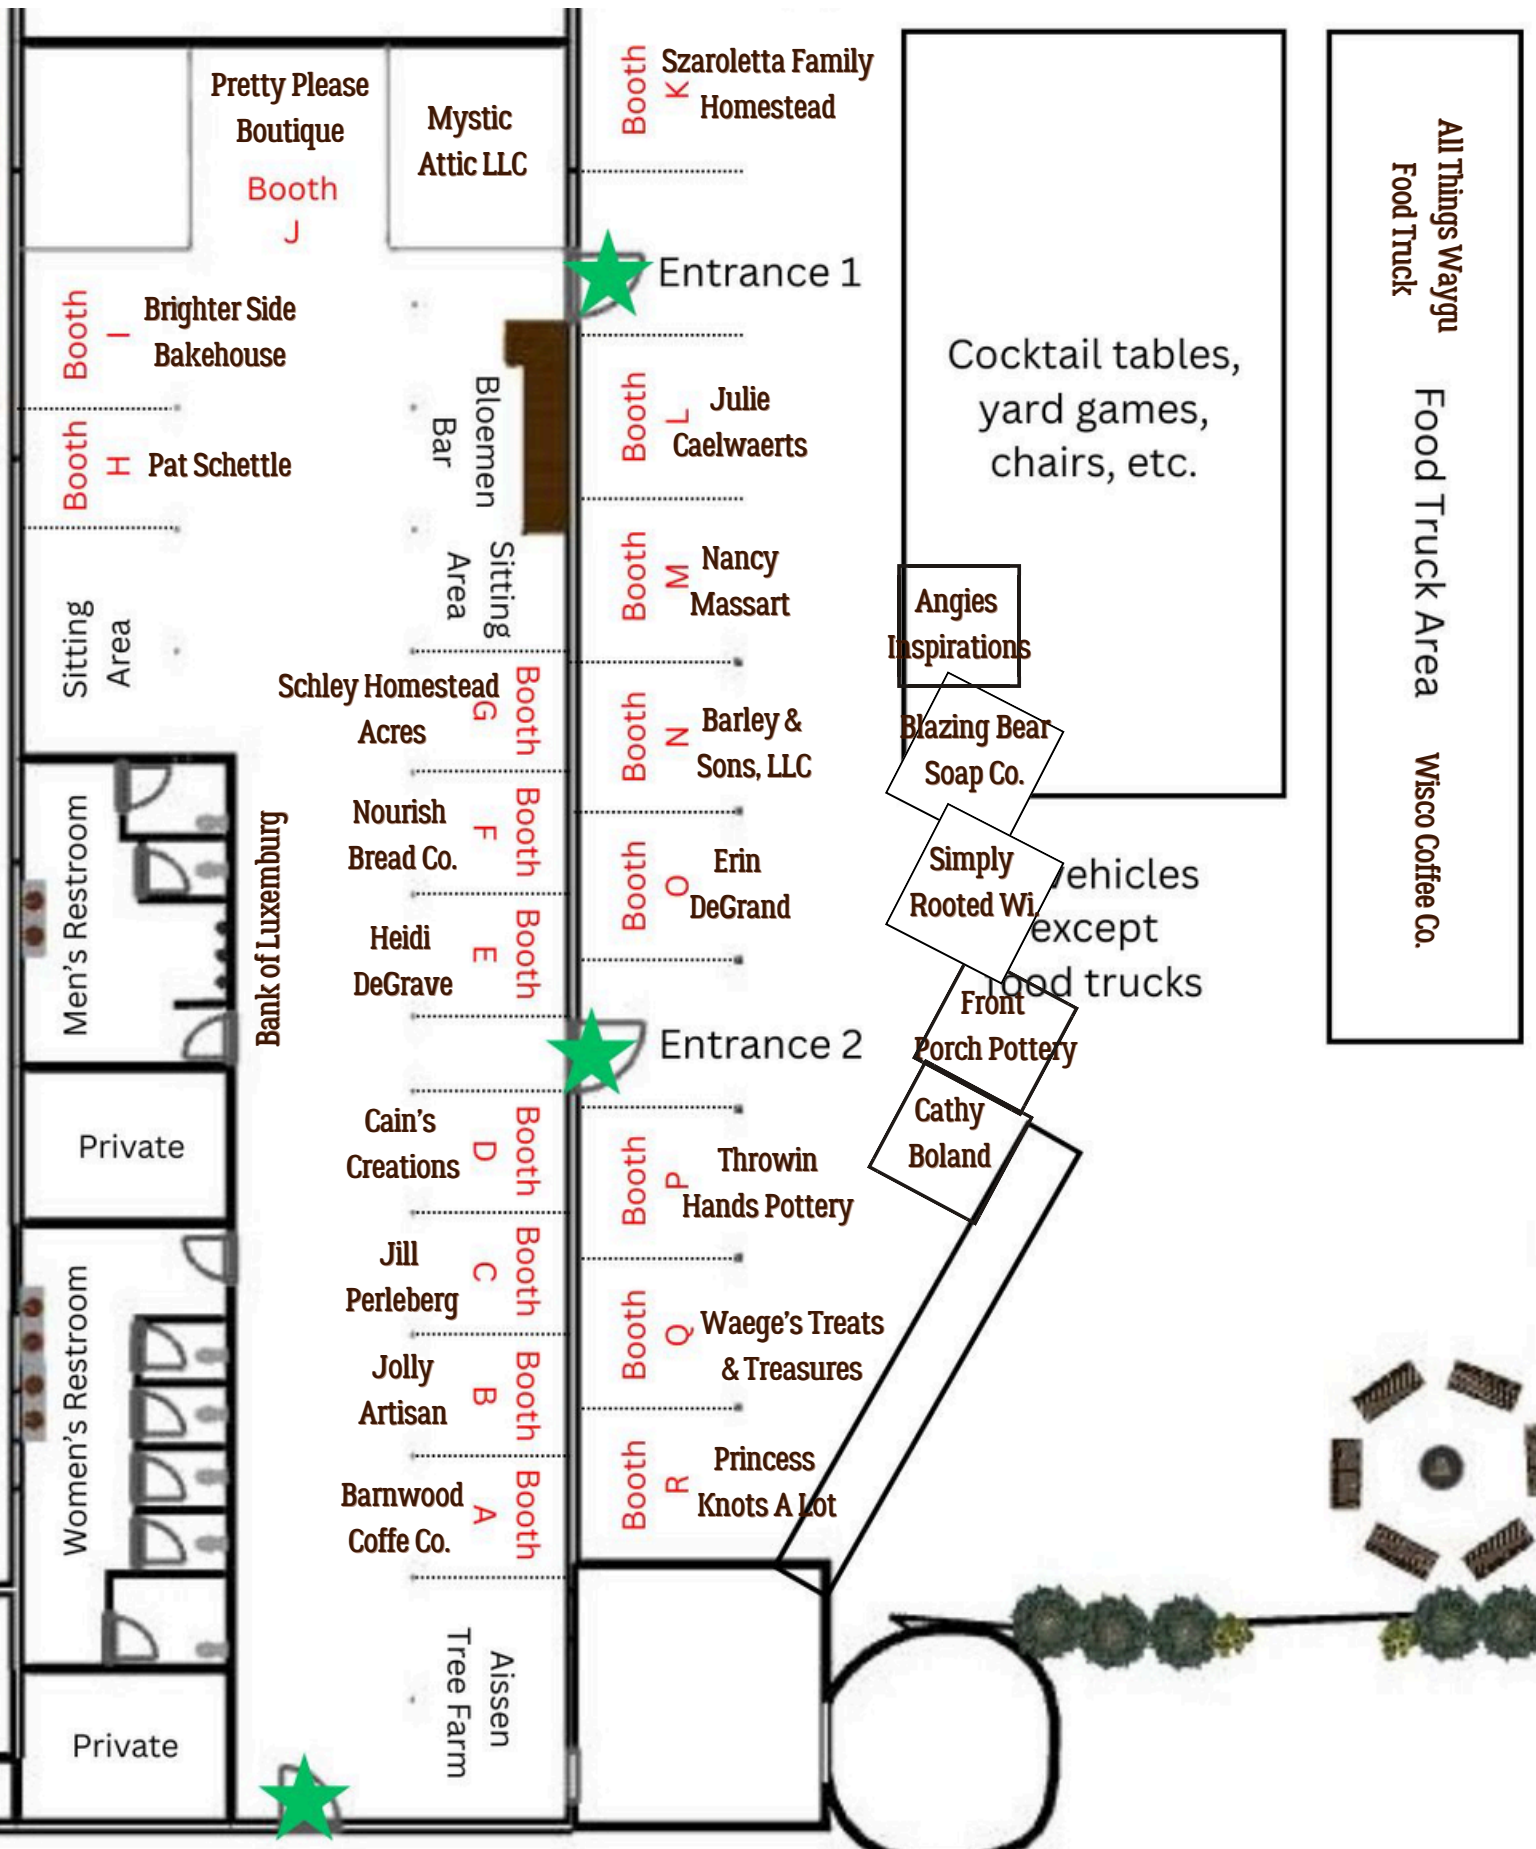 Pretty Please
Boutique
Booth
J
Mystic
Attic LLC
Booth
K
Szaroletta Family
Homestead
Entrance 1
Booth
I
Brighter Side
Bakehouse
Booth
H
Pat Schettle
Bloemen
Bar
Sitting
Area
Sitting
Area
Booth
L
Julie
Caelwaerts
Booth
M
Nancy
Massart
Booth
N
Barley &
Sons, LLC
Booth
O
Erin
DeGrand
Entrance 2
Booth
P
Throwin
Hands Pottery
Booth
Q
Waege's Treats
& Treasures
Booth
R
Princess
Knots A Lot
Schley Homestead
Acres
Booth
G
Nourish
Bread Co.
Booth
F
Heidi
DeGrave
Booth
E
Cain's
Creations
Booth
D
Jill
Perleberg
Booth
C
Jolly
Artisan
Booth
B
Barnwood
Coffe Co.
Booth
A
Aissen
Tree Farm
Men's Restroom
Bank of Luxemburg
Private
Women's Restroom
Private
Cocktail tables,
yard games,
chairs, etc.
Angies
Inspirations
Blazing Bear
Soap Co.
Simply
Rooted Wi.
Front
Porch Pottery
Cathy
Boland
vehicles
except
food trucks
All Things Waygu
Food Truck
Food Truck Area
Wisco Coffee Co.